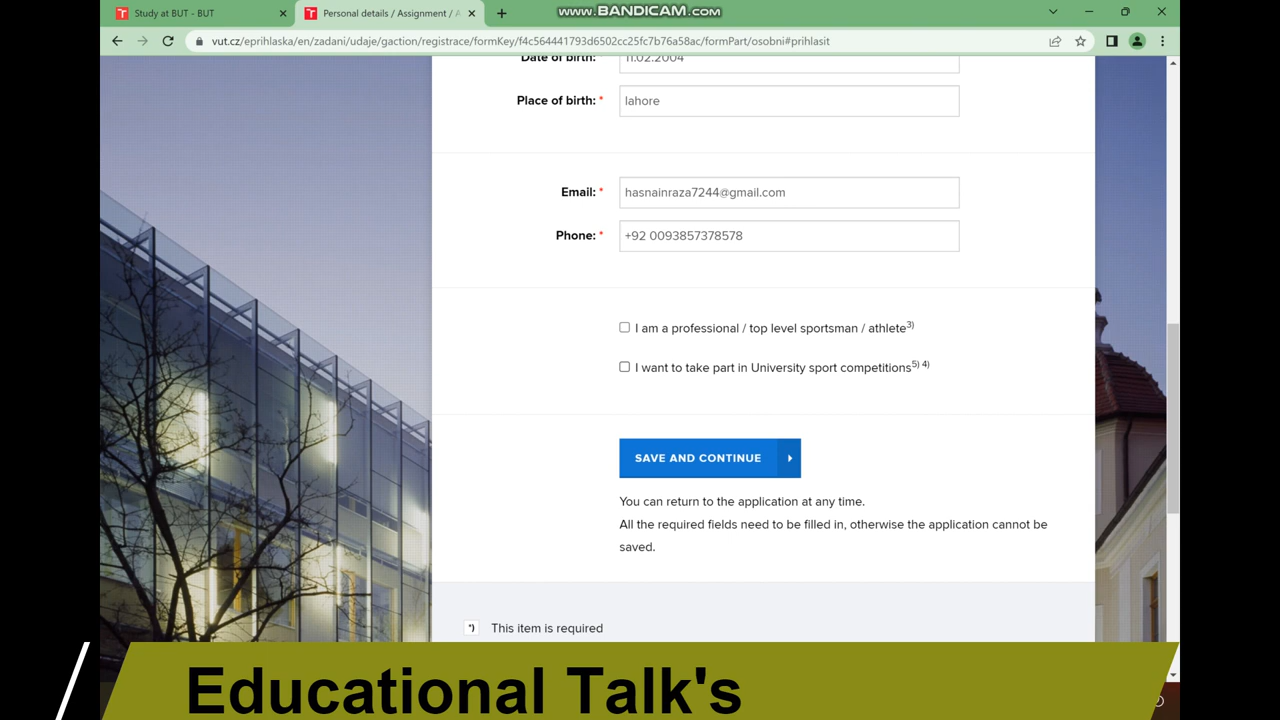 Study at BUT - BUT
Personal details / Assignment / A
www.BANDICAM.com
vut.cz/eprihlaska/en/zadani/udaje/gaction/registrace/formKey/f4c564441793d6502cc25fc7b76a58ac/formPart/osobni#prihlasit
Date of birth: * 11.02.2004
Place of birth: * lahore
Email: * hasnainraza7244@gmail.com
Phone: * +92 0093857378578
I am a professional / top level sportsman / athlete3)
I want to take part in University sport competitions5) 4)
SAVE AND CONTINUE
You can return to the application at any time.
All the required fields need to be filled in, otherwise the application cannot be
saved.
*) This item is required
Educational Talk's